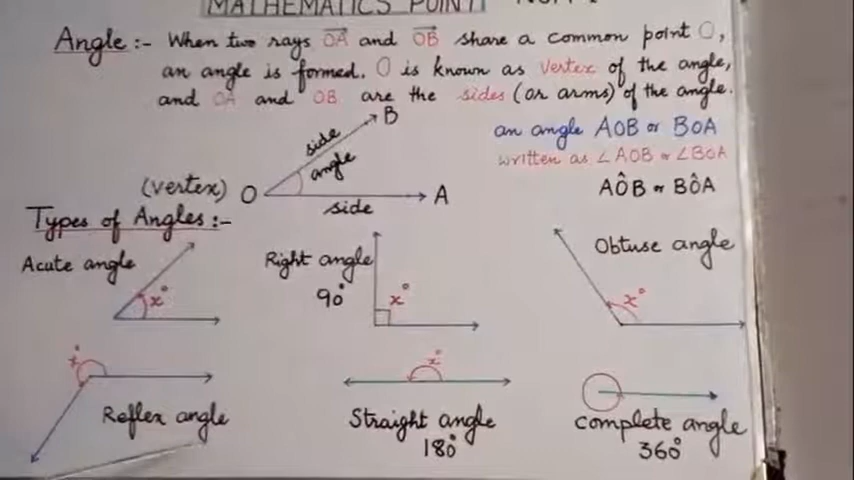 MATHEMATICS POINT
Angle :- When two rays OA and OB share a common point O,
an angle is formed. O is known as vertex of the angle,
and OA and OB are the sides (or arms) of the angle.
B
side
angle
an angle AOB or BOA
written as ∠AOB or ∠BOA
(vertex) O
A
side
AÔB or BÔA
Types of Angles :-
Acute angle
x°
Right angle
90°
x°
Obtuse angle
x°
x°
Reflex angle
x°
Straight angle
180°
complete angle
360°